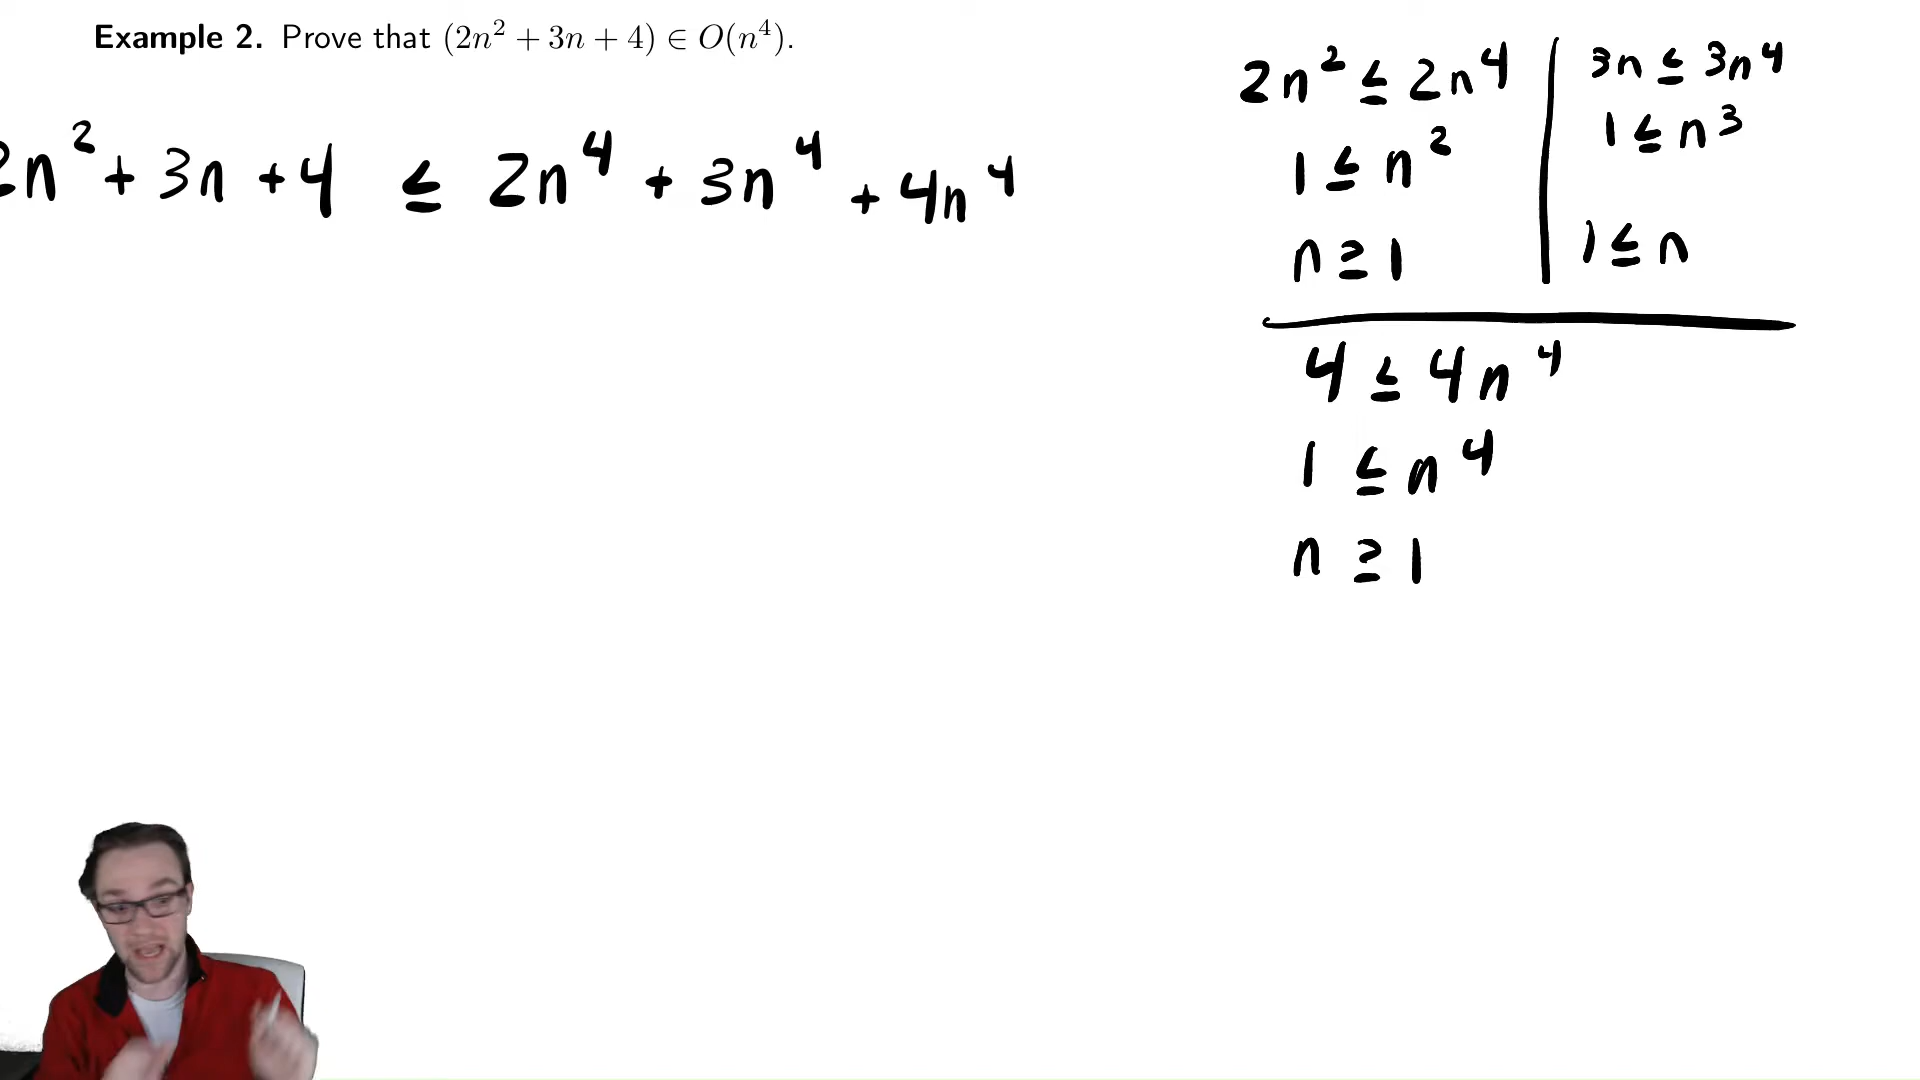 Example 2. Prove that (2n² + 3n + 4) ∈ O(n⁴).
2n² + 3n + 4 ≤ 2n⁴ + 3n⁴ + 4n⁴
2n² ≤ 2n⁴
1 ≤ n²
n ≥ 1
3n ≤ 3n⁴
1 ≤ n³
1 ≤ n
4 ≤ 4n⁴
1 ≤ n⁴
n ≥ 1